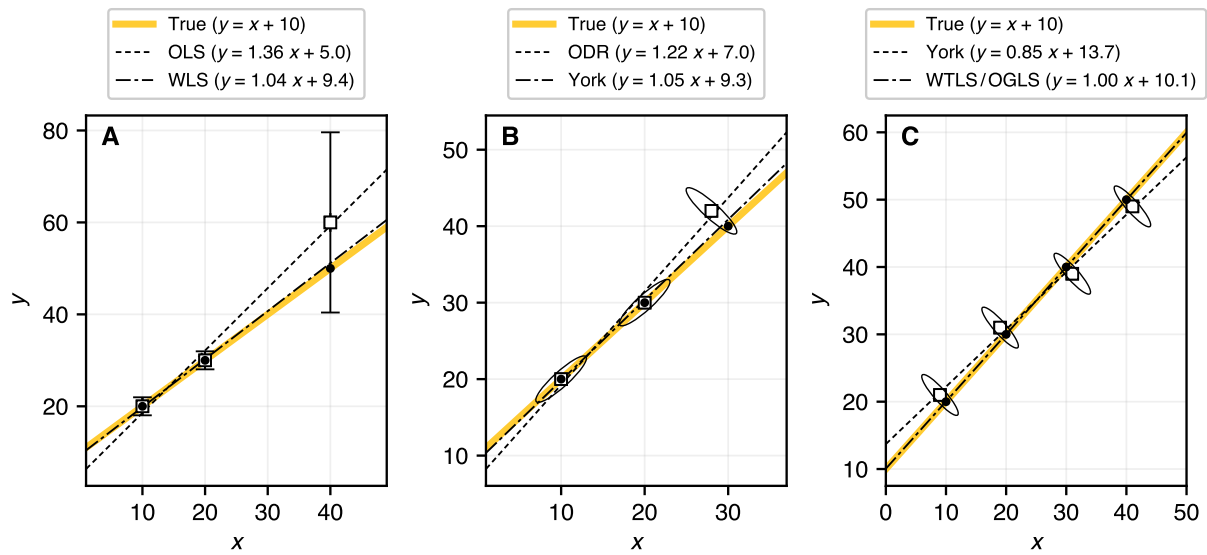 True (y = x + 10)
OLS (y = 1.36 x + 5.0)
WLS (y = 1.04 x + 9.4)
A
80
60
40
20
y
10
20
30
40
x
True (y = x + 10)
ODR (y = 1.22 x + 7.0)
York (y = 1.05 x + 9.3)
B
50
40
30
20
10
y
10
20
30
x
True (y = x + 10)
York (y = 0.85 x + 13.7)
WTLS/OGLS (y = 1.00 x + 10.1)
C
60
50
40
30
20
10
y
0
10
20
30
40
50
x